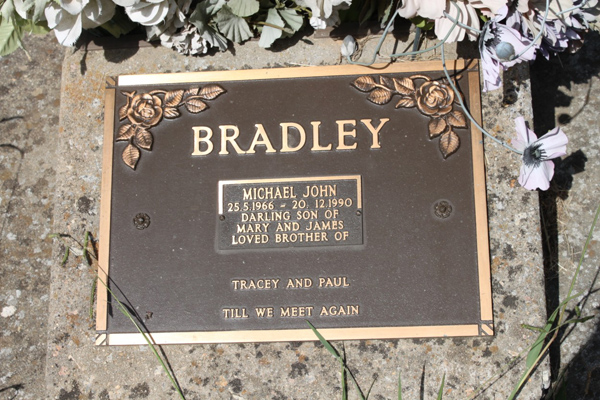 BRADLEY
MICHAEL JOHN
25.5.1966 - 20.12.1990
DARLING SON OF
MARY AND JAMES
LOVED BROTHER OF
TRACEY AND PAUL
TILL WE MEET AGAIN